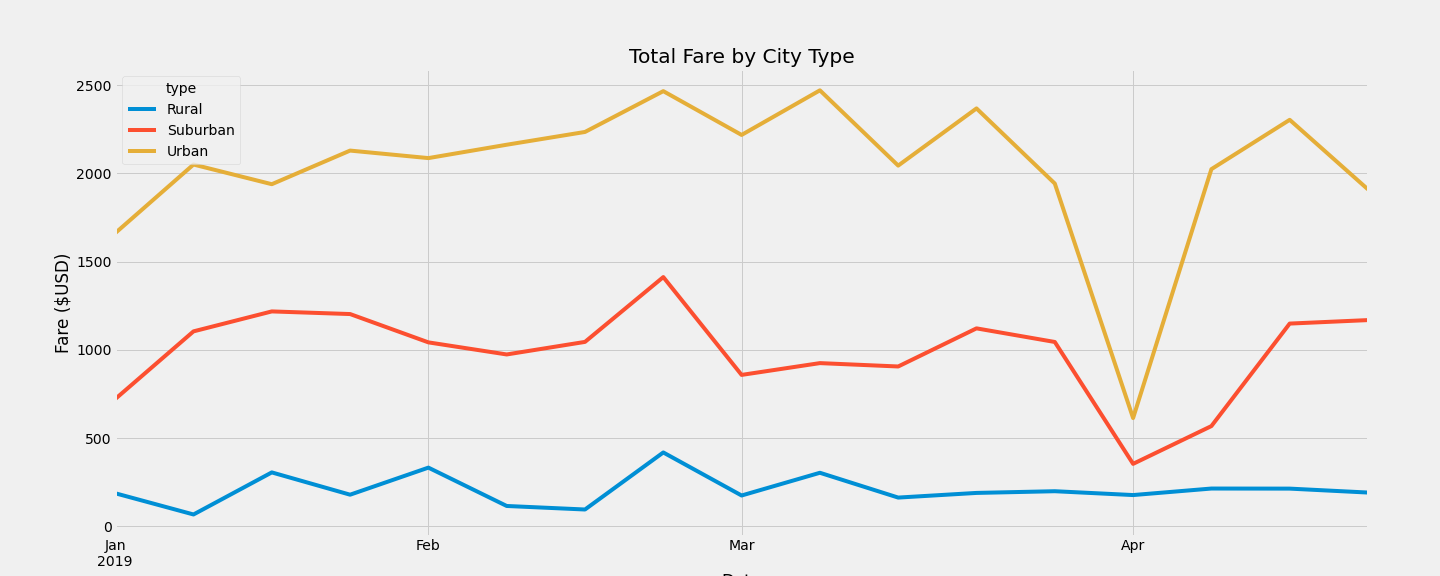 Total Fare by City Type
type
Rural
Suburban
Urban
2500
2000
1500
1000
500
0
Fare ($USD)
Jan
2019
Feb
Mar
Apr